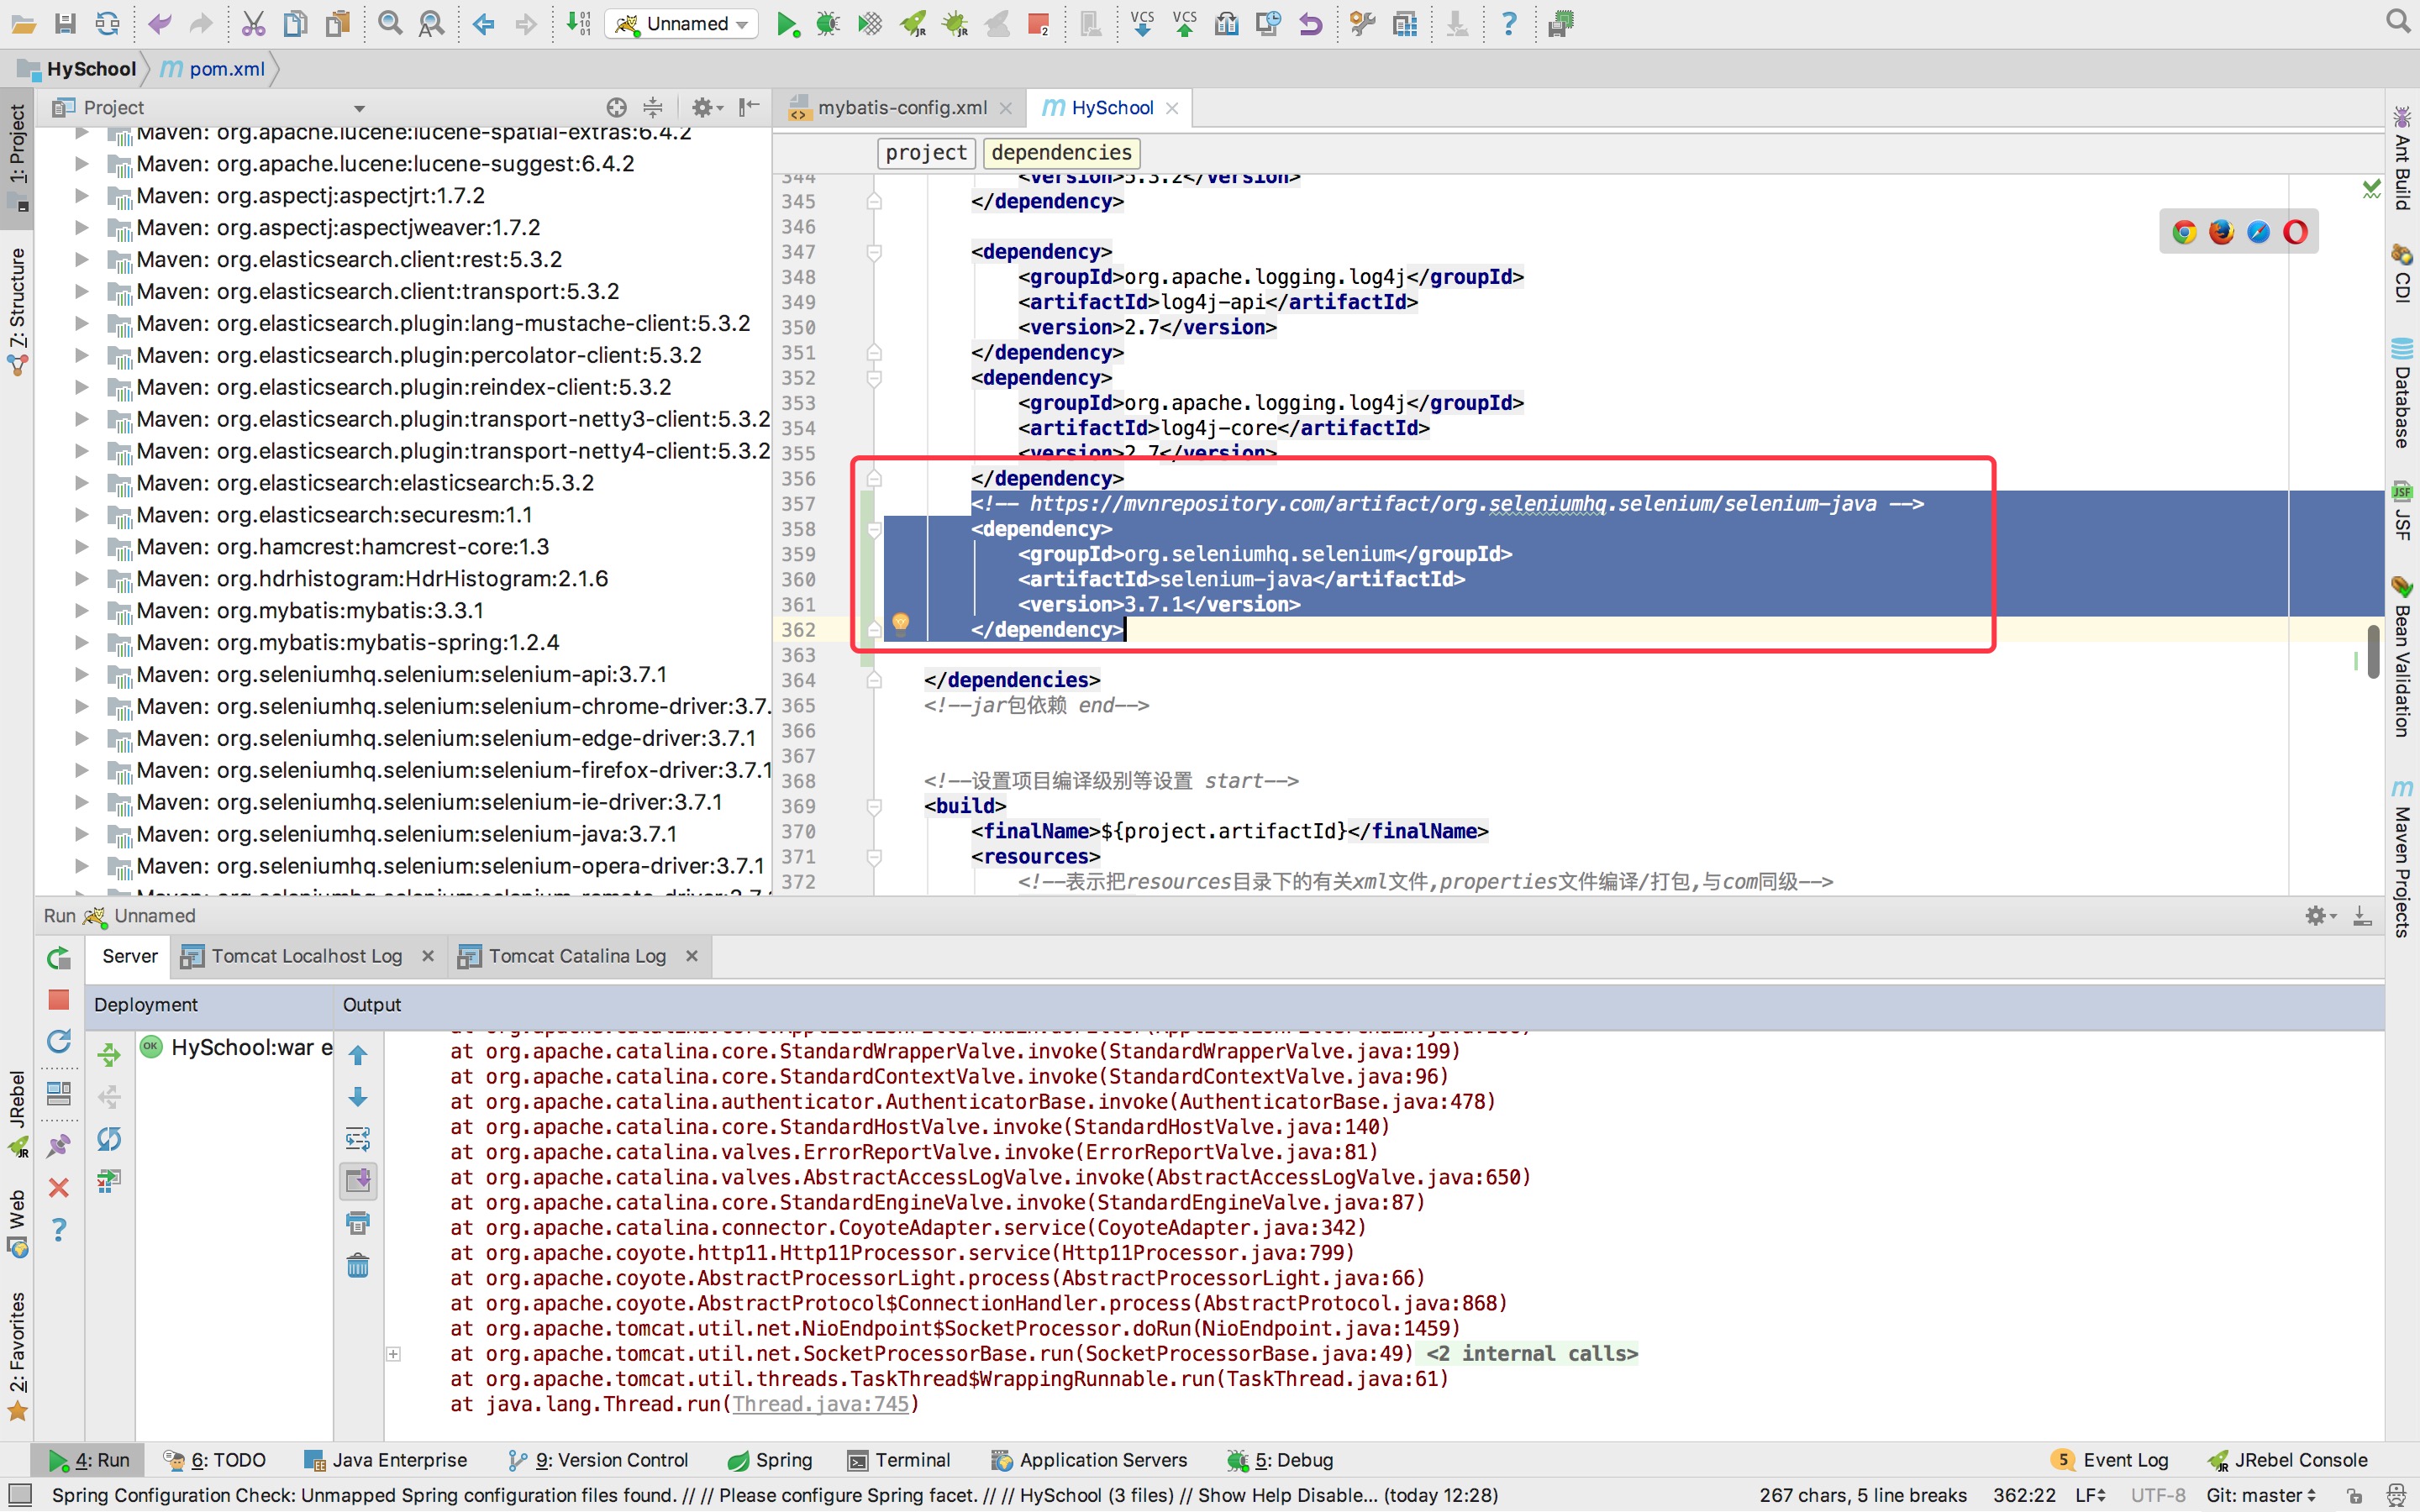 Unnamed
2
VCS
VCS
HySchool
pom.xml
Project
mybatis-config.xml
HySchool
1: Project
7: Structure
JRebel
Web
2: Favorites
Maven: org.apache.lucene:lucene-spatial-extras:6.4.2
Maven: org.apache.lucene:lucene-suggest:6.4.2
Maven: org.aspectj:aspectjrt:1.7.2
Maven: org.aspectj:aspectjweaver:1.7.2
Maven: org.elasticsearch.client:rest:5.3.2
Maven: org.elasticsearch.client:transport:5.3.2
Maven: org.elasticsearch.plugin:lang-mustache-client:5.3.2
Maven: org.elasticsearch.plugin:percolator-client:5.3.2
Maven: org.elasticsearch.plugin:reindex-client:5.3.2
Maven: org.elasticsearch.plugin:transport-netty3-client:5.3.2
Maven: org.elasticsearch.plugin:transport-netty4-client:5.3.2
Maven: org.elasticsearch:elasticsearch:5.3.2
Maven: org.elasticsearch:securesm:1.1
Maven: org.hamcrest:hamcrest-core:1.3
Maven: org.hdrhistogram:HdrHistogram:2.1.6
Maven: org.mybatis:mybatis:3.3.1
Maven: org.mybatis:mybatis-spring:1.2.4
Maven: org.seleniumhq.selenium:selenium-api:3.7.1
Maven: org.seleniumhq.selenium:selenium-chrome-driver:3.7.
Maven: org.seleniumhq.selenium:selenium-edge-driver:3.7.1
Maven: org.seleniumhq.selenium:selenium-firefox-driver:3.7.1
Maven: org.seleniumhq.selenium:selenium-ie-driver:3.7.1
Maven: org.seleniumhq.selenium:selenium-java:3.7.1
Maven: org.seleniumhq.selenium:selenium-opera-driver:3.7.1
project dependencies
344 <version>5.3.2</version>
345 </dependency>
346
347 <dependency>
348 <groupId>org.apache.logging.log4j</groupId>
349 <artifactId>log4j-api</artifactId>
350 <version>2.7</version>
351 </dependency>
352 <dependency>
353 <groupId>org.apache.logging.log4j</groupId>
354 <artifactId>log4j-core</artifactId>
355 <version>2.7</version>
356 </dependency>
357 <!-- https://mvnrepository.com/artifact/org.seleniumhq.selenium/selenium-java -->
358 <dependency>
359 <groupId>org.seleniumhq.selenium</groupId>
360 <artifactId>selenium-java</artifactId>
361 <version>3.7.1</version>
362 </dependency>
363
364 </dependencies>
365 <!--jar包依赖 end-->
366
367
368 <!--设置项目编译级别等设置 start-->
369 <build>
370 <finalName>${project.artifactId}</finalName>
371 <resources>
372 <!--表示把resources目录下的有关xml文件,properties文件编译/打包,与com同级-->
Ant Build
CDI
Database
JSF
Bean Validation
Maven Projects
Run Unnamed
Server
Tomcat Localhost Log
Tomcat Catalina Log
Deployment
Output
OK
HySchool:war e
at org.apache.catalina.core.StandardWrapperValve.invoke(StandardWrapperValve.java:199)
at org.apache.catalina.core.StandardContextValve.invoke(StandardContextValve.java:96)
at org.apache.catalina.authenticator.AuthenticatorBase.invoke(AuthenticatorBase.java:478)
at org.apache.catalina.core.StandardHostValve.invoke(StandardHostValve.java:140)
at org.apache.catalina.valves.ErrorReportValve.invoke(ErrorReportValve.java:81)
at org.apache.catalina.valves.AbstractAccessLogValve.invoke(AbstractAccessLogValve.java:650)
at org.apache.catalina.core.StandardEngineValve.invoke(StandardEngineValve.java:87)
at org.apache.catalina.connector.CoyoteAdapter.service(CoyoteAdapter.java:342)
at org.apache.coyote.http11.Http11Processor.service(Http11Processor.java:799)
at org.apache.coyote.AbstractProcessorLight.process(AbstractProcessorLight.java:66)
at org.apache.coyote.AbstractProtocol$ConnectionHandler.process(AbstractProtocol.java:868)
at org.apache.tomcat.util.net.NioEndpoint$SocketProcessor.doRun(NioEndpoint.java:1459)
at org.apache.tomcat.util.net.SocketProcessorBase.run(SocketProcessorBase.java:49) <2 internal calls>
at org.apache.tomcat.util.threads.TaskThread$WrappingRunnable.run(TaskThread.java:61)
at java.lang.Thread.run(Thread.java:745)
4: Run
6: TODO
Java Enterprise
9: Version Control
Spring
Terminal
Application Servers
5: Debug
5 Event Log
JRebel Console
Spring Configuration Check: Unmapped Spring configuration files found. // // Please configure Spring facet. // // HySchool (3 files) // Show Help Disable... (today 12:28)
267 chars, 5 line breaks
362:22
LF
UTF-8
Git: master